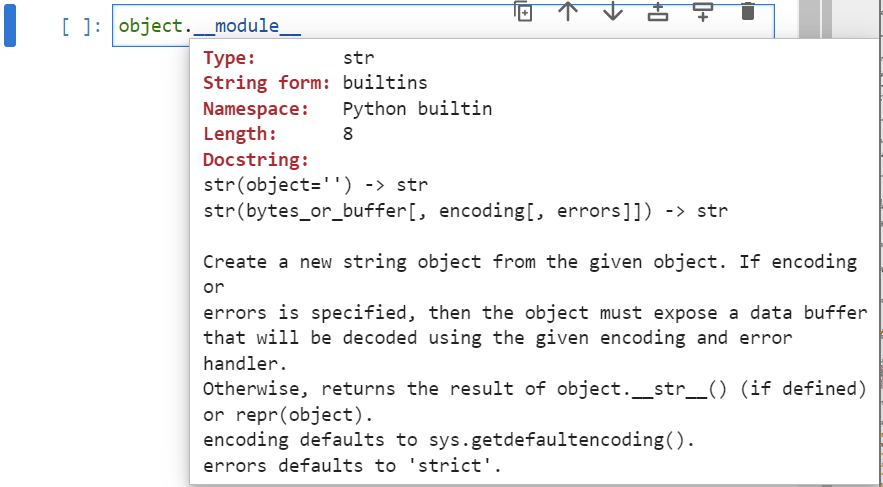 [ ]: object.__module__
Type: str
String form: builtins
Namespace: Python builtin
Length: 8
Docstring:
str(object='') -> str
str(bytes_or_buffer[, encoding[, errors]]) -> str
Create a new string object from the given object. If encoding
or
errors is specified, then the object must expose a data buffer
that will be decoded using the given encoding and error
handler.
Otherwise, returns the result of object.__str__() (if defined)
or repr(object).
encoding defaults to sys.getdefaultencoding().
errors defaults to 'strict'.